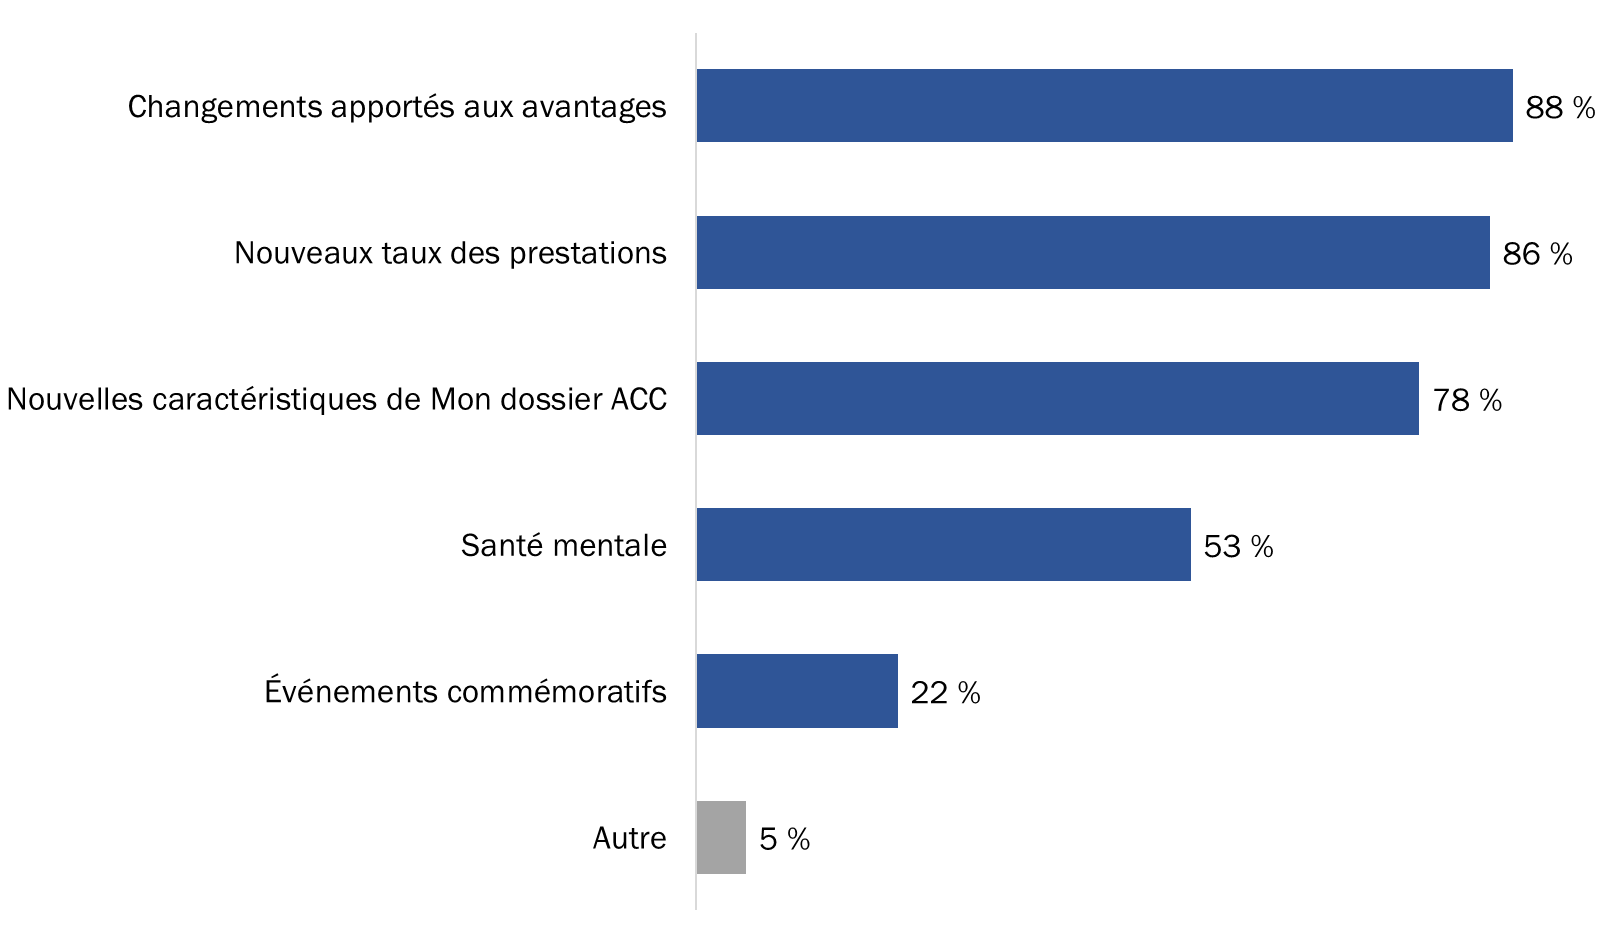 Changements apportés aux avantages 88 %
Nouveaux taux des prestations 86 %
Nouvelles caractéristiques de Mon dossier ACC 78 %
Santé mentale 53 %
Événements commémoratifs 22 %
Autre 5 %